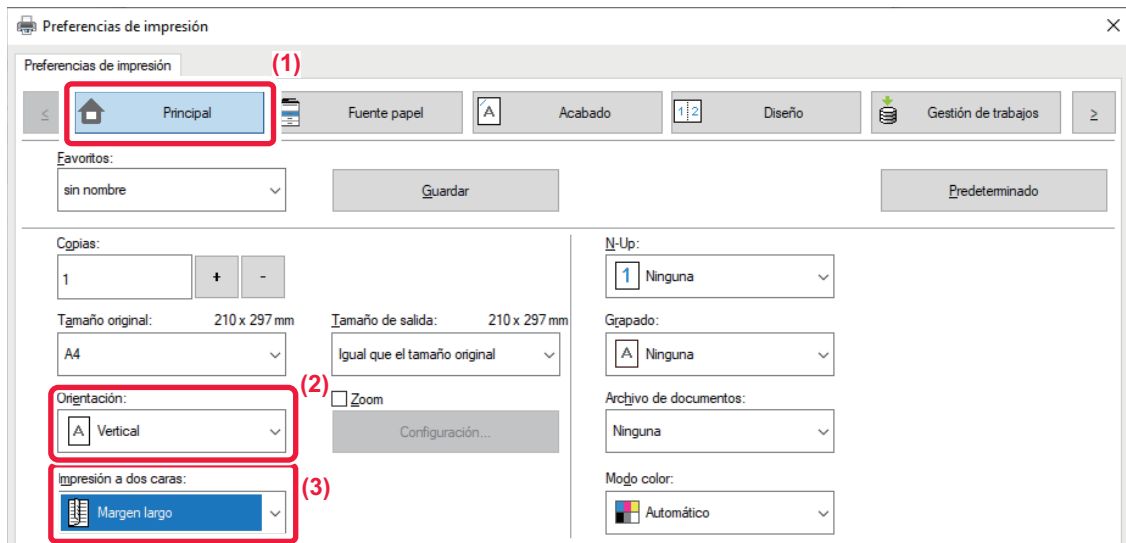 Preferencias de impresión
Preferencias de impresión
(1)
≤
Principal
Fuente papel
A
Acabado
1 2
Diseño
Gestión de trabajos
≥
Favoritos:
sin nombre
Guardar
Predeterminado
Copias:
1
+
-
Tamaño original: 210 x 297 mm
A4
Tamaño de salida: 210 x 297 mm
Igual que el tamaño original
(2)
Orientación:
A Vertical
Zoom
Configuración...
(3)
Impresión a dos caras:
Margen largo
N-Up:
1 Ninguna
Grapado:
A Ninguna
Archivo de documentos:
Ninguna
Modo color:
Automático